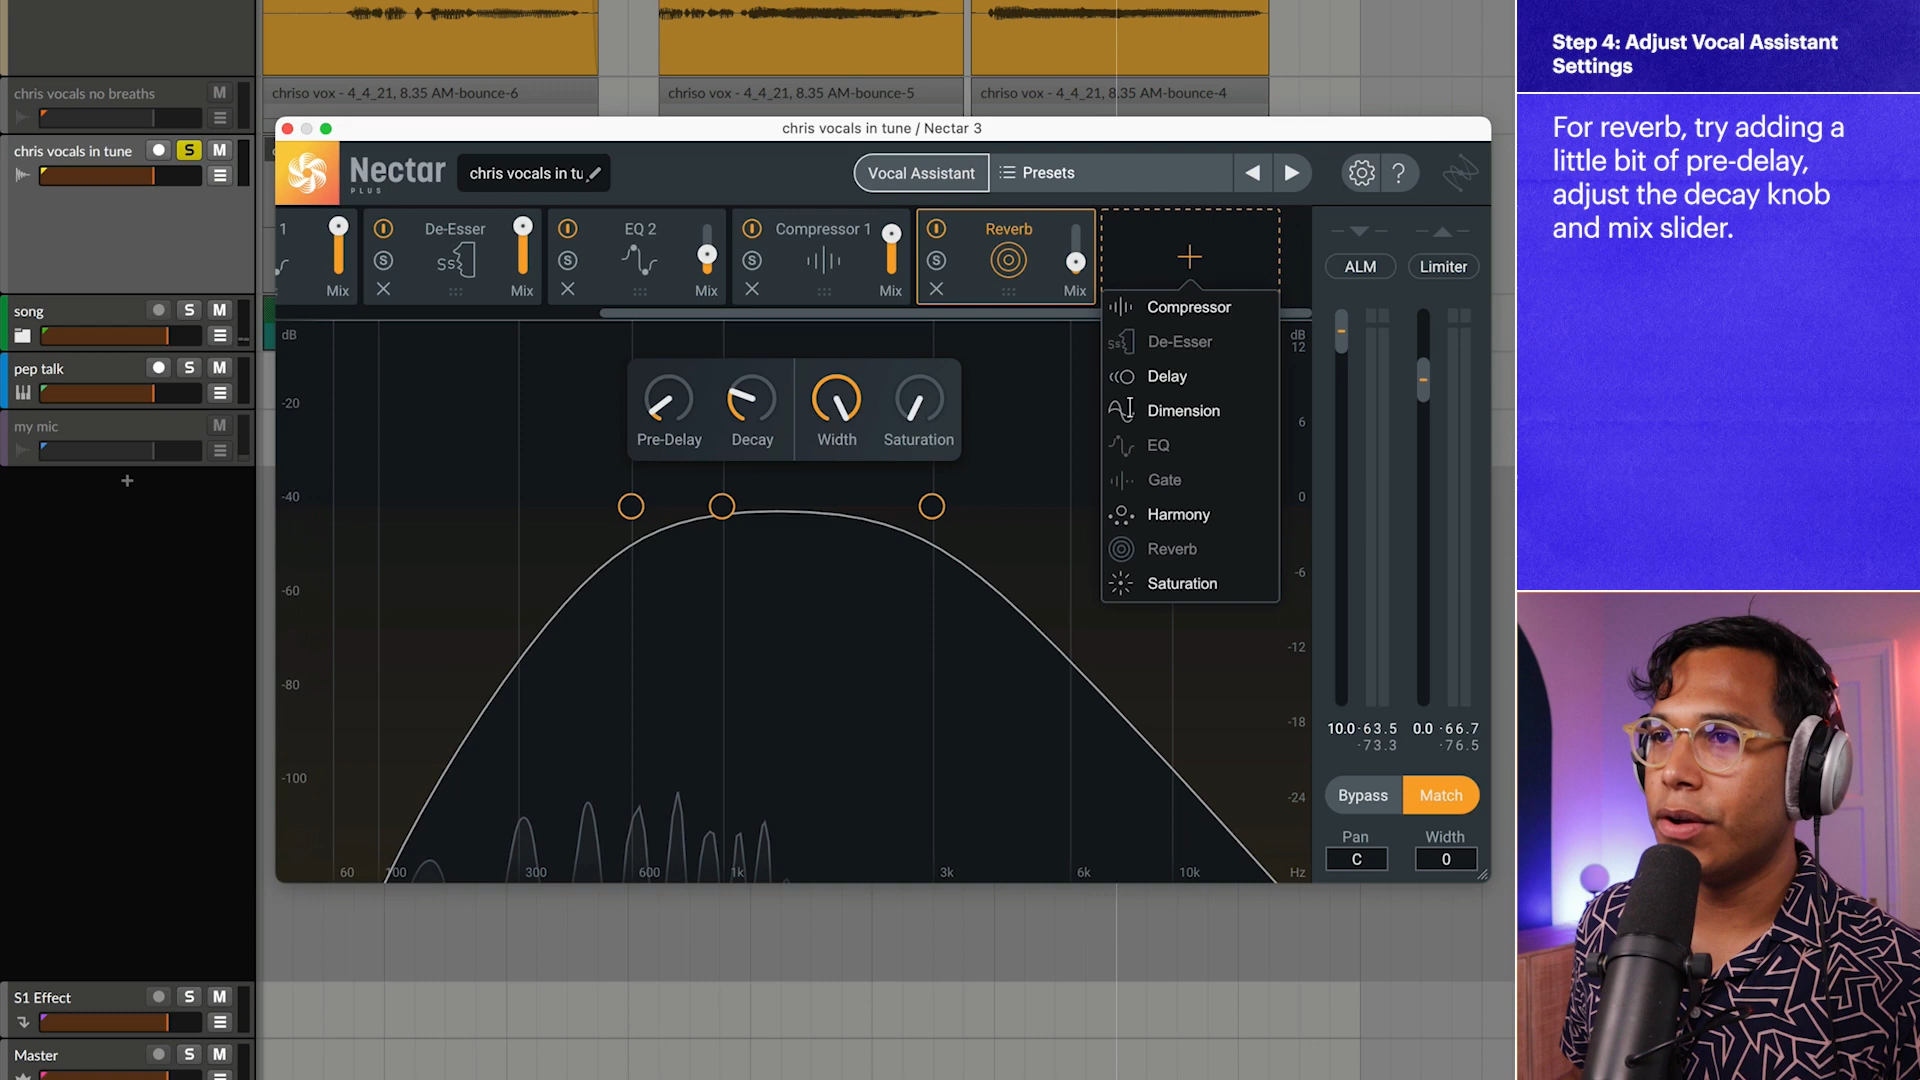 Step 4: Adjust Vocal Assistant
Settings
For reverb, try adding a
little bit of pre-delay,
adjust the decay knob
and mix slider.
chris vocals no breaths
M
chriso vox - 4_4_21, 8.35 AM-bounce-6
chriso vox - 4_4_21, 8.35 AM-bounce-5
chriso vox - 4_4_21, 8.35 AM-bounce-4
chris vocals in tune
S
M
song
S
M
pep talk
S
M
my mic
M
+
S1 Effect
S
M
Master
S
M
chris vocals in tune / Nectar 3
Nectar
PLUS
chris vocals in tu
Vocal Assistant
Presets
?
1
Mix
De-Esser
S
Mix
EQ 2
S
Mix
Compressor 1
S
Mix
Reverb
S
Mix
ALM
Limiter
Compressor
De-Esser
Delay
Dimension
EQ
Gate
Harmony
Reverb
Saturation
Pre-Delay
Decay
Width
Saturation
dB
-20
-40
-60
-80
-100
60
100
300
600
1k
3k
6k
10k
Hz
dB
12
6
0
-6
-12
-18
-24
10.0
-63.5
0.0
-66.7
-73.3
-76.5
Bypass
Match
Pan
Width
C
0